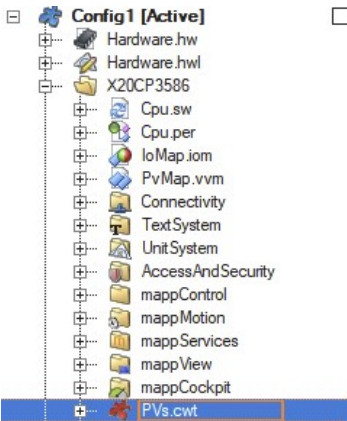 Config1 [Active]
Hardware.hw
Hardware.hwl
X20CP3586
Cpu.sw
Cpu.per
IoMap.iom
PvMap.vvm
Connectivity
TextSystem
UnitSystem
AccessAndSecurity
mappControl
mappMotion
mappServices
mappView
mappCockpit
PVs.cwt